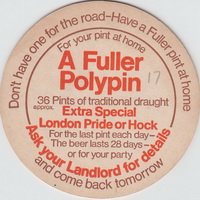 Don't have one for the road-Have a Fuller pint at home
For your pint at home
A Fuller
Polypin
17
36 Pints of traditional draught
approx.
Extra Special
London Pride or Hock
For the last pint each day-
The beer lasts 28 days-
or for your party
Ask your Landlord for details
and come back tomorrow